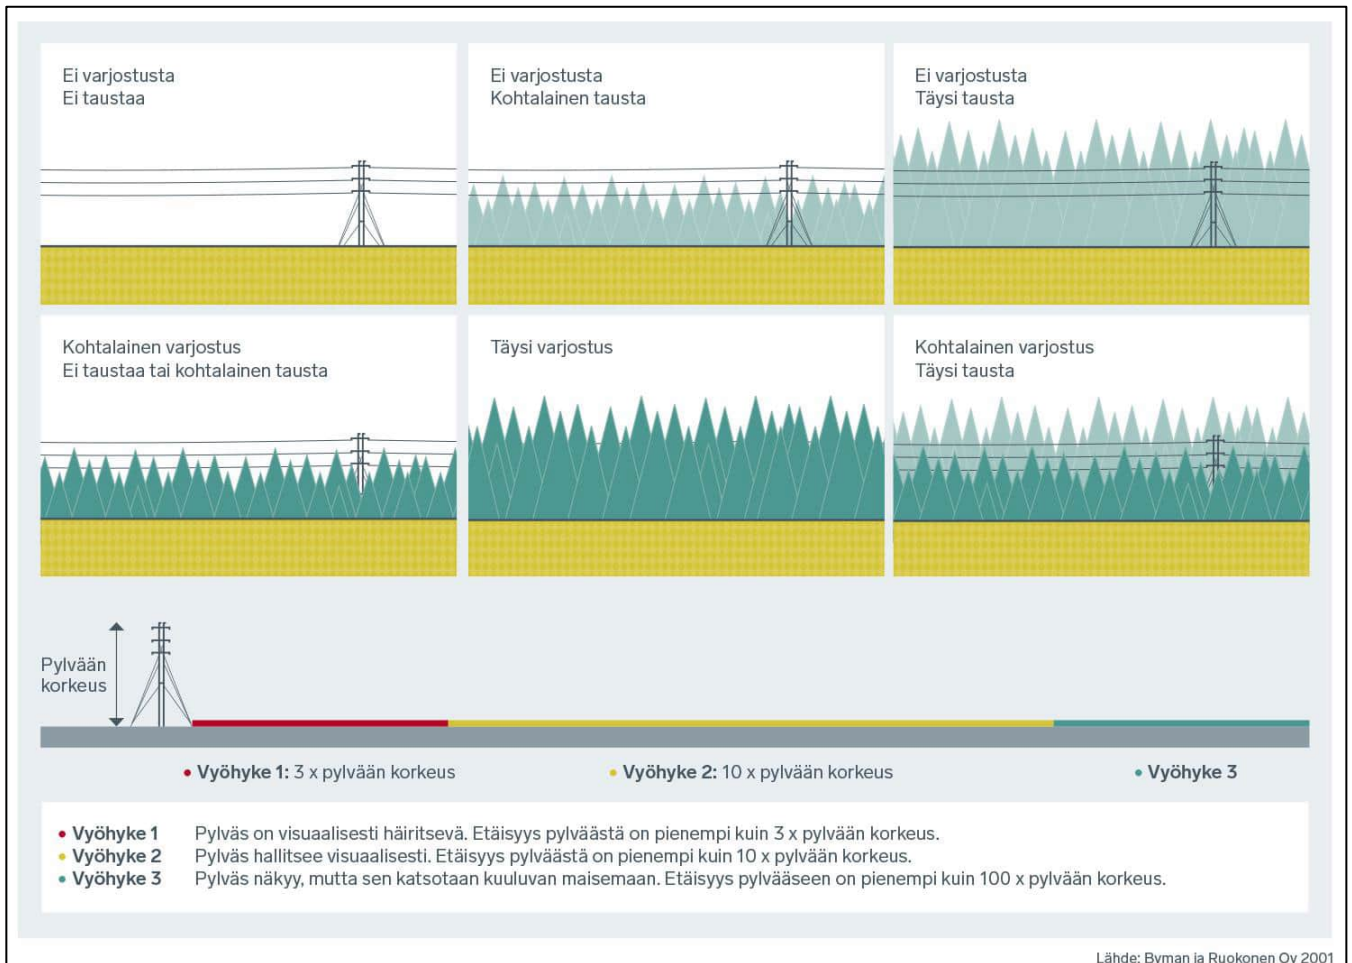 Ei varjostusta
Ei taustaa
Ei varjostusta
Kohtalainen tausta
Ei varjostusta
Täysi tausta
Kohtalainen varjostus
Ei taustaa tai kohtalainen tausta
Täysi varjostus
Kohtalainen varjostus
Täysi tausta
Pylvään
korkeus
• Vyöhyke 1: 3 x pylvään korkeus
• Vyöhyke 2: 10 x pylvään korkeus
• Vyöhyke 3
• Vyöhyke 1 Pylväs on visuaalisesti häiritsevä. Etäisyys pylväästä on pienempi kuin 3 x pylvään korkeus.
• Vyöhyke 2 Pylväs hallitsee visuaalisesti. Etäisyys pylväästä on pienempi kuin 10 x pylvään korkeus.
• Vyöhyke 3 Pylväs näkyy, mutta sen katsotaan kuuluvan maisemaan. Etäisyys pylvääseen on pienempi kuin 100 x pylvään korkeus.
Lähde: Byman ja Ruokonen Oy 2001